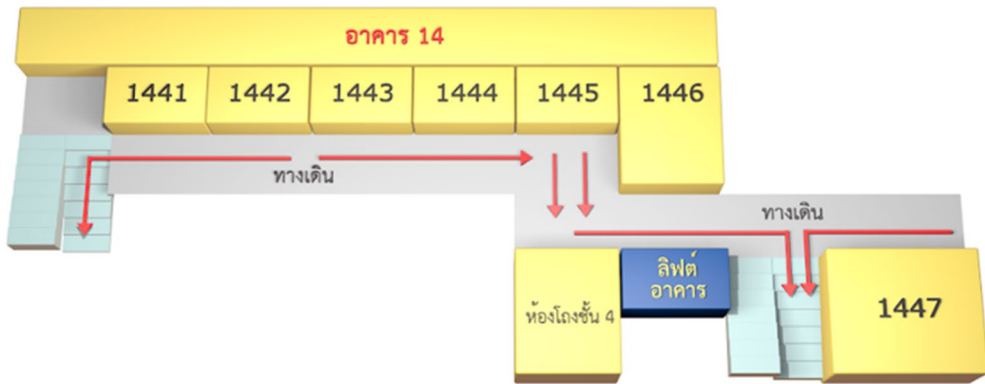 อาคาร 14
1441 1442 1443 1444 1445 1446
ทางเดิน
ทางเดิน
ลิฟต์
อาคาร
ห้องโถงชั้น 4
1447